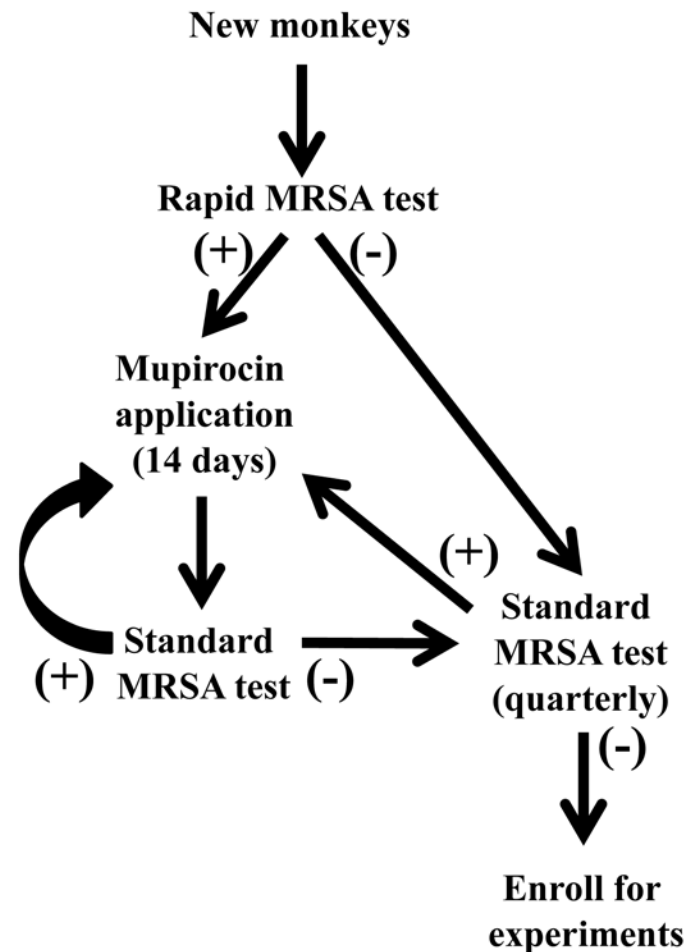 New monkeys
Rapid MRSA test
(+)
(-)
Mupirocin
application
(14 days)
(+)
Standard
MRSA test
(+)
(-)
Standard
MRSA test
(quarterly)
(-)
Enroll for
experiments